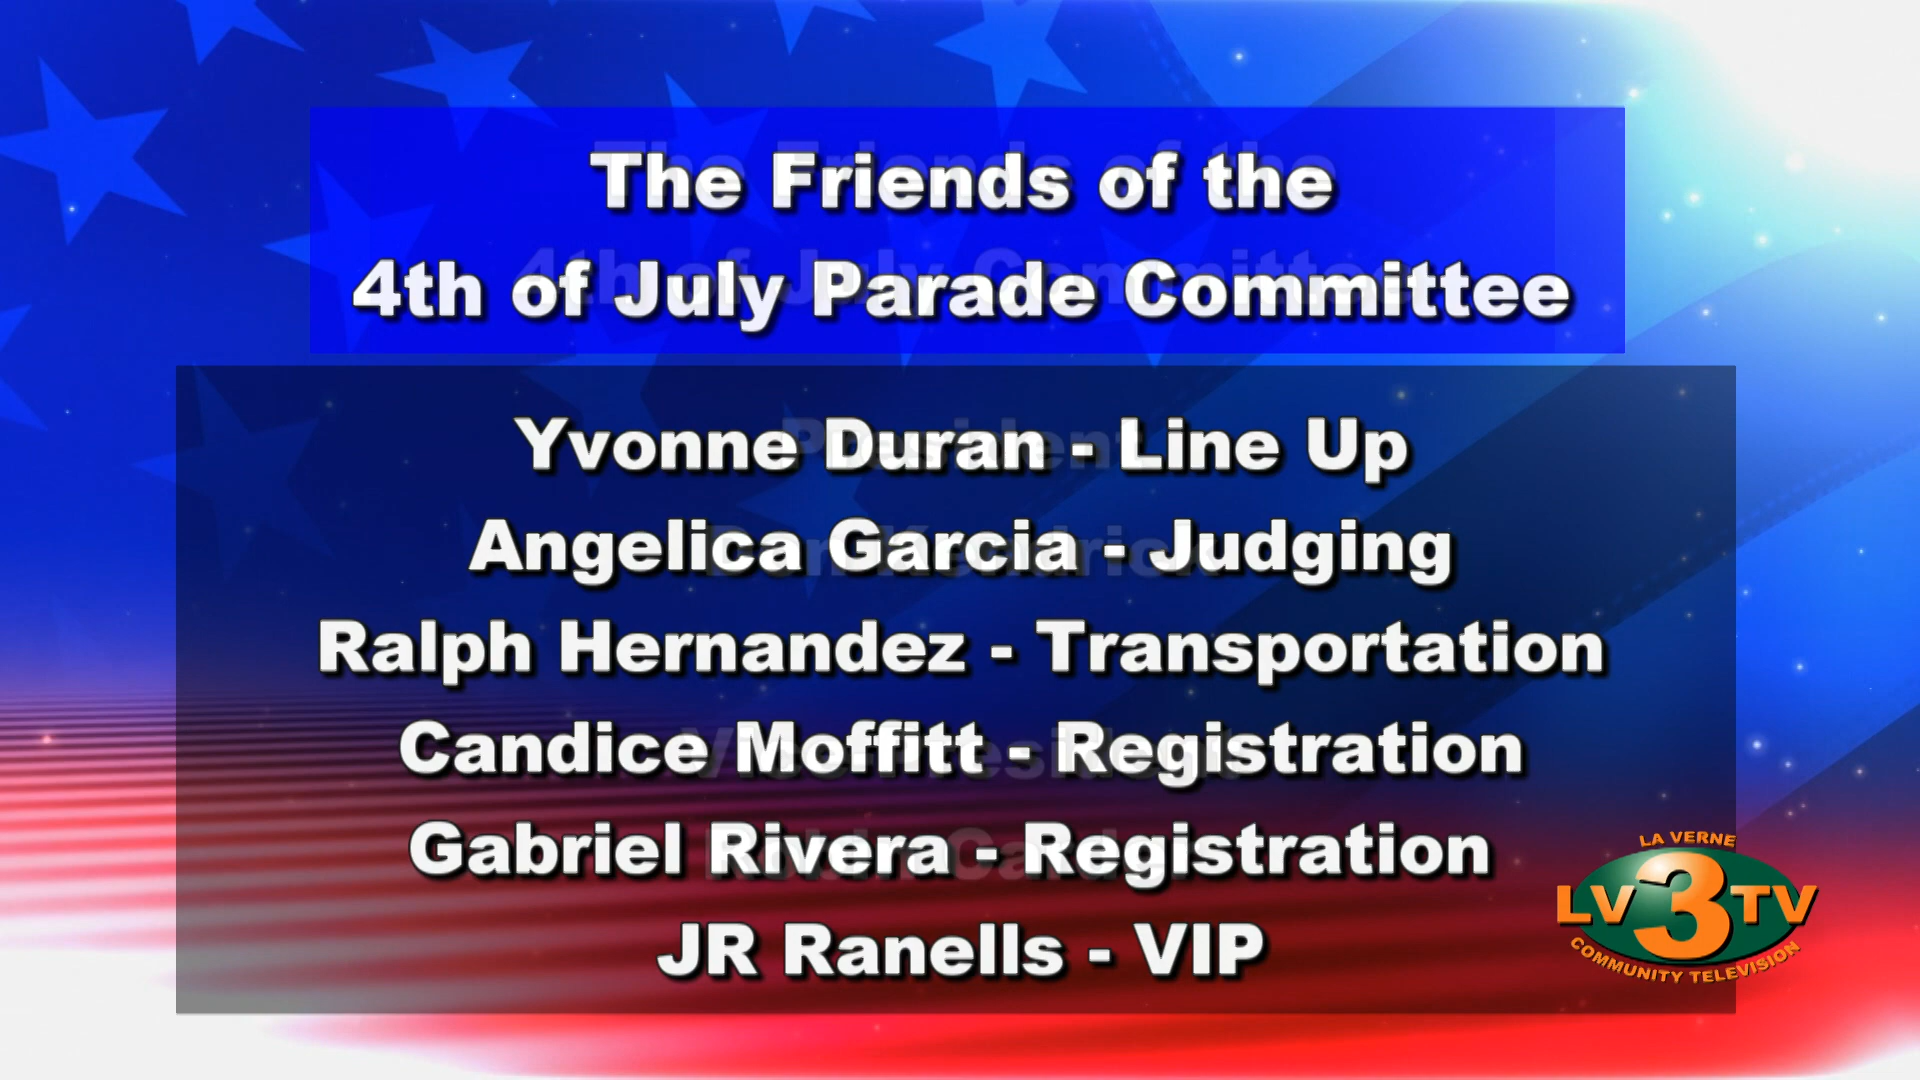 The Friends of the
4th of July Parade Committee
Yvonne Duran - Line Up
Angelica Garcia - Judging
Ralph Hernandez - Transportation
Candice Moffitt - Registration
Gabriel Rivera - Registration
JR Ranells - VIP
LA VERNE
LV3TV
COMMUNITY TELEVISION